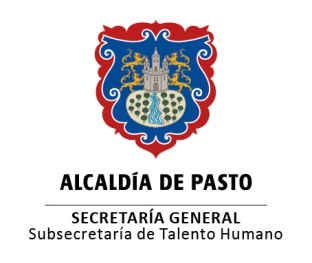 ALCALDÍA DE PASTO
SECRETARÍA GENERAL
Subsecretaría de Talento Humano